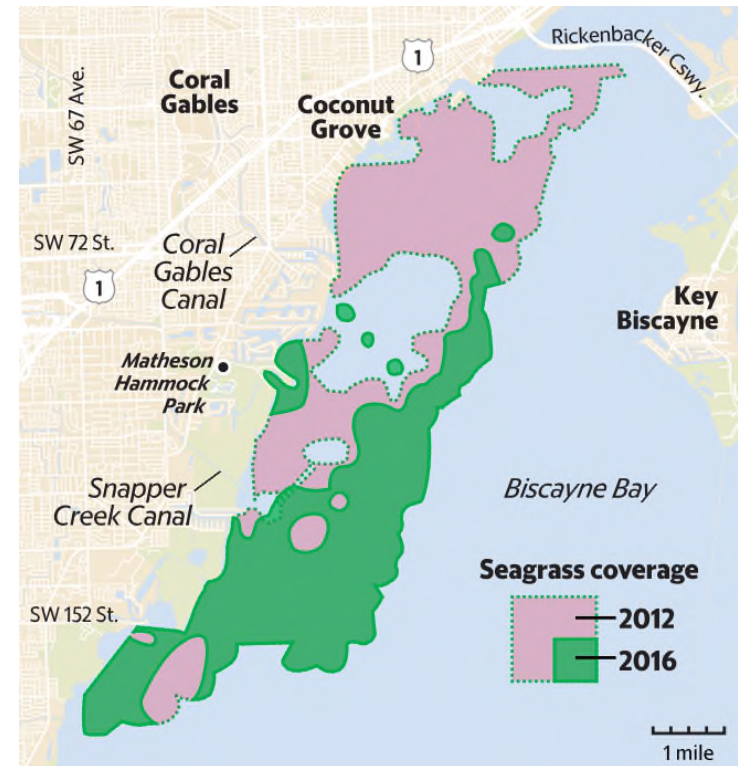 Rickenbacker Cswy.
1
Coral
Gables
Coconut
Grove
SW 67 Ave.
SW 72 St.
Coral
Gables
Canal
1
Key
Biscayne
Matheson
Hammock
Park
Snapper
Creek Canal
Biscayne Bay
Seagrass coverage
2012
2016
SW 152 St.
1 mile